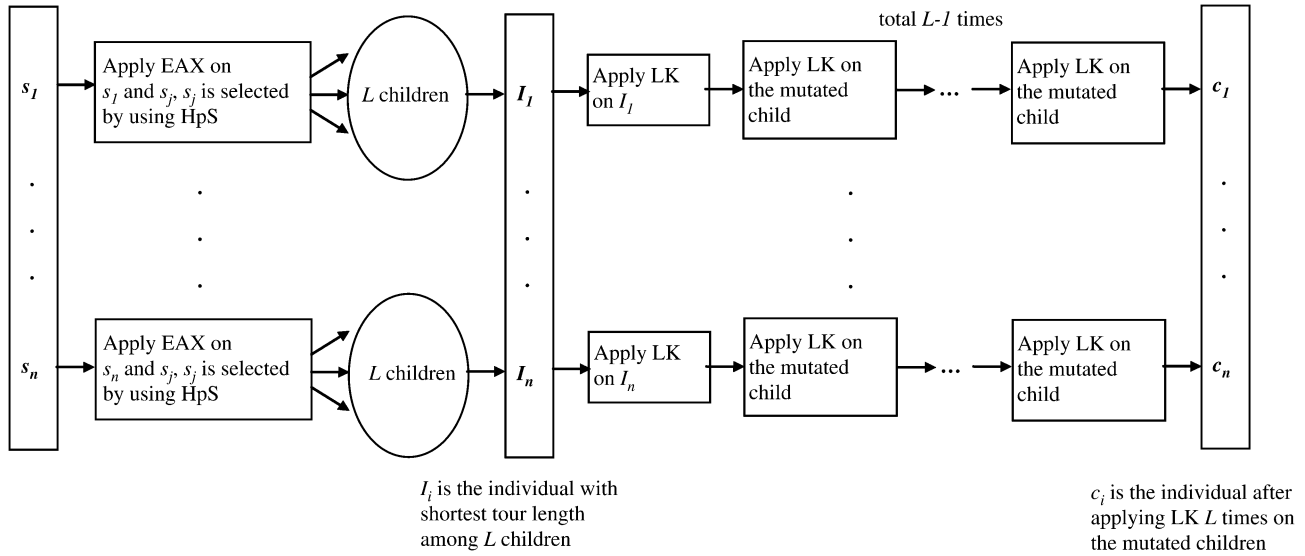 total L-1 times
s1
Apply EAX on
s1 and sj, sj is selected
by using HpS
L children
I1
Apply LK
on I1
Apply LK on
the mutated
child
...
Apply LK on
the mutated
child
c1
sn
Apply EAX on
sn and sj, sj is selected
by using HpS
L children
In
Apply LK
on In
Apply LK on
the mutated
child
...
Apply LK on
the mutated
child
cn
Ii is the individual with
shortest tour length
among L children
ci is the individual after
applying LK L times on
the mutated children